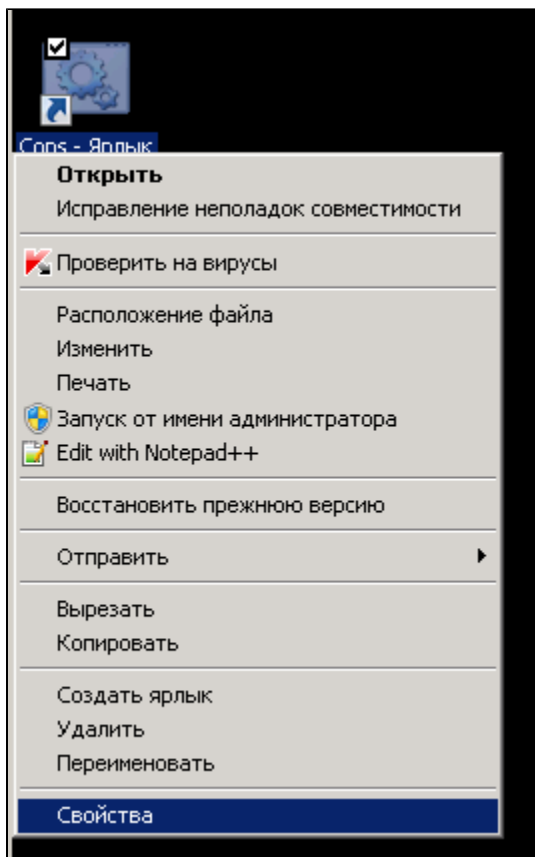 Cops - Ярлык
Открыть
Исправление неполадок совместимости
Проверить на вирусы
Расположение файла
Изменить
Печать
Запуск от имени администратора
Edit with Notepad++
Восстановить прежнюю версию
Отправить
Вырезать
Копировать
Создать ярлык
Удалить
Переименовать
Свойства